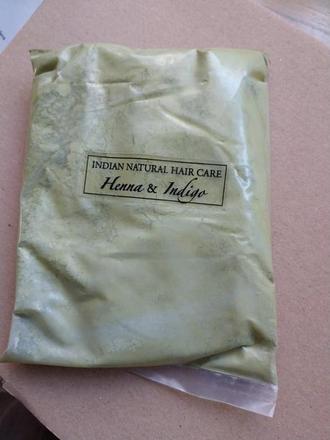 INDIAN NATURAL HAIR CARE
Henna & Indigo